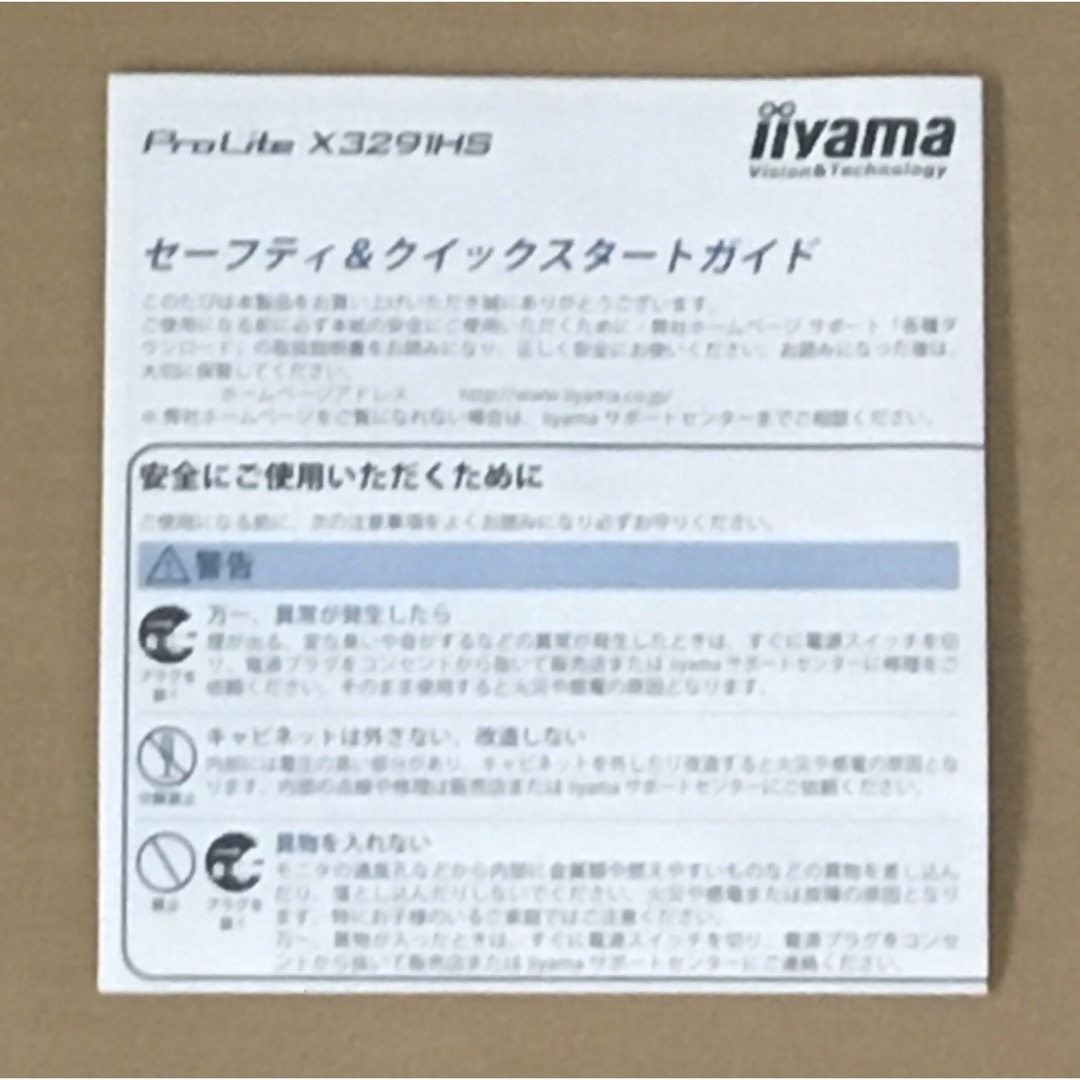 ProLite X3291HS
iiyama
Vision&Technology
セーフティ&クイックスタートガイド
このたびは本製品をお買い上げいただき誠にありがとうございます。
ご使用になる前に必ず本紙の安全にご使用いただくために・弊社ホームページ サポート「各種ダ
ウンロード」の取扱説明書をお読みになり、正しく安全にお使いください。お読みになった後は、
大切に保管してください。
ホームページアドレス http://www.iiyama.co.jp/
※ 弊社ホームページをご覧になれない場合は、iiyama サポートセンターまでご相談ください。
安全にご使用いただくために
ご使用になる前に、次の注意事項をよくお読みになり必ずお守りください。
警告
万一、異常が発生したら
煙が出る、変な臭いや音がするなどの異常が発生したときは、すぐに電源スイッチを切
り、電源プラグをコンセントから抜いて販売店または iiyama サポートセンターに修理をご
依頼ください。そのまま使用すると火災や感電の原因となります。
プラグを
抜く
キャビネットは外さない、改造しない
内部には電圧の高い部分があり、キャビネットを外したり改造すると火災や感電の原因とな
ります。内部の点検や修理は販売店または iiyama サポートセンターにご依頼ください。
分解禁止
異物を入れない
モニタの通風孔などから内部に金属類や燃えやすいものなどの異物を差し込ん
だり、落とし込んだりしないでください。火災や感電または故障の原因となり
ます。特にお子様のいるご家庭ではご注意ください。
万一、異物が入ったときは、すぐに電源スイッチを切り、電源プラグをコンセ
ントから抜いて販売店または iiyama サポートセンターにご連絡ください。
禁止
プラグを
抜く